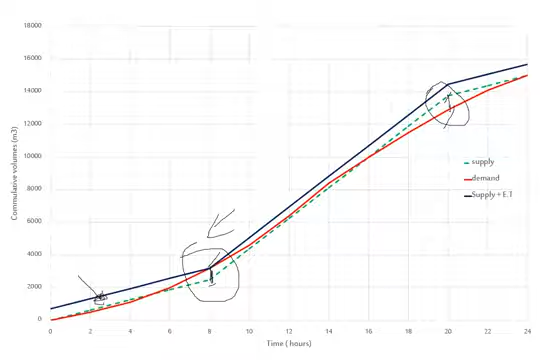 18000
16000
14000
12000
10000
8000
6000
4000
2000
0
Commulative volumes (m3)
0 2 4 6 8 10 12 14 16 18 20 22 24
Time ( hours)
supply
demand
Supply + E.T